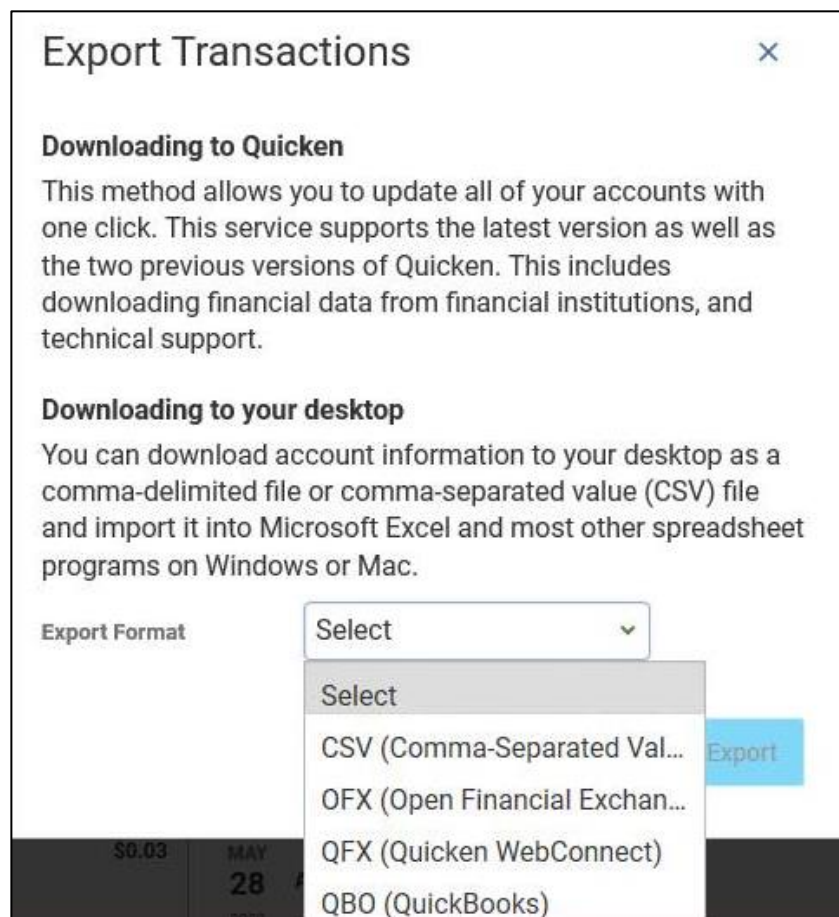 Export Transactions ×
Downloading to Quicken
This method allows you to update all of your accounts with
one click. This service supports the latest version as well as
the two previous versions of Quicken. This includes
downloading financial data from financial institutions, and
technical support.
Downloading to your desktop
You can download account information to your desktop as a
comma-delimited file or comma-separated value (CSV) file
and import it into Microsoft Excel and most other spreadsheet
programs on Windows or Mac.
Export Format Select
Select
CSV (Comma-Separated Val...
Export
OFX (Open Financial Exchan...
QFX (Quicken WebConnect)
$0.03 MAY
28
QBO (QuickBooks)